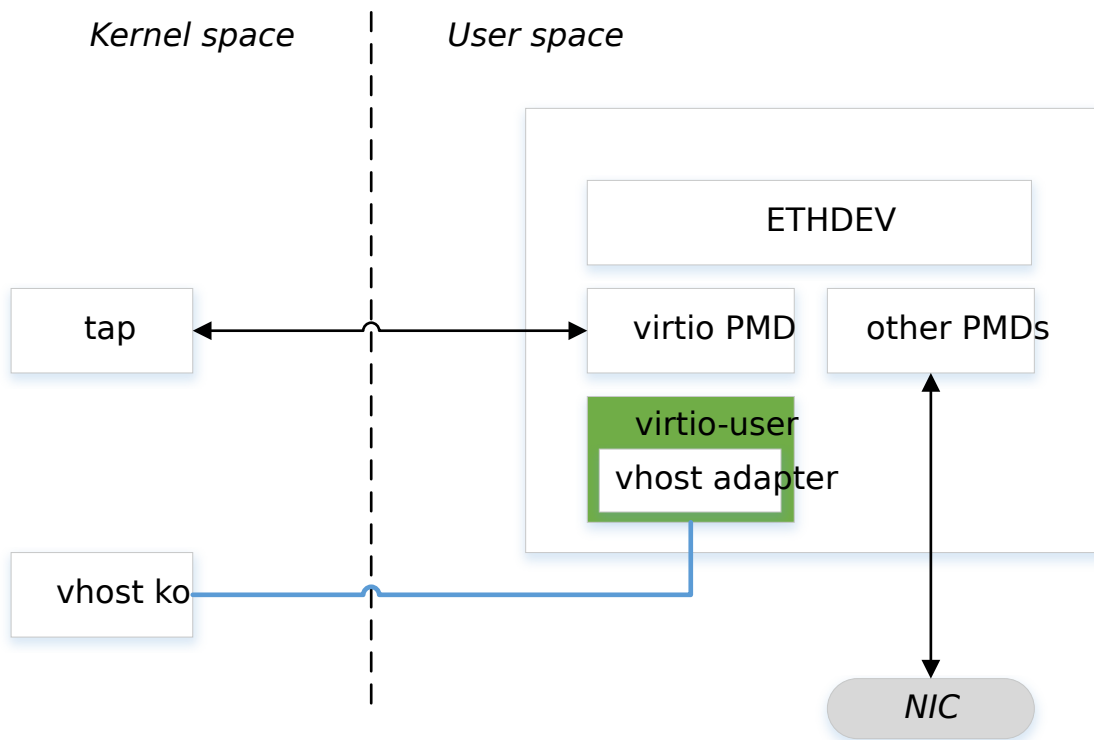 Kernel space
User space
ETHDEV
tap
virtio PMD
other PMDs
virtio-user
vhost adapter
vhost ko
NIC